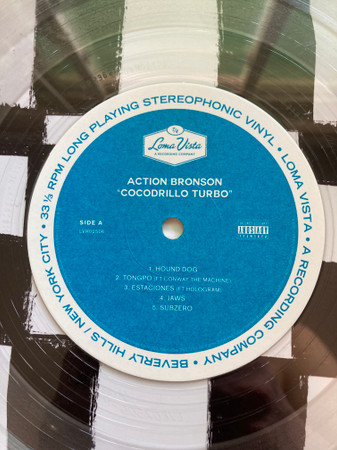 33⅓ RPM LONG PLAYING STEREOPHONIC VINYL • LOMA VISTA • A RECORDING COMPANY • BEVERLY HILLS / NEW YORK CITY •
LV
Loma Vista
A RECORDING COMPANY
ACTION BRONSON
"COCODRILLO TURBO"
SIDE A
PARENTAL
ADVISORY
EXPLICIT CONTENT
1. HOUND DOG
2. TONGPO (FT CONWAY THE MACHINE)
3. ESTACIONES (FT HOLOGRAM)
4. JAWS
5. SUBZERO